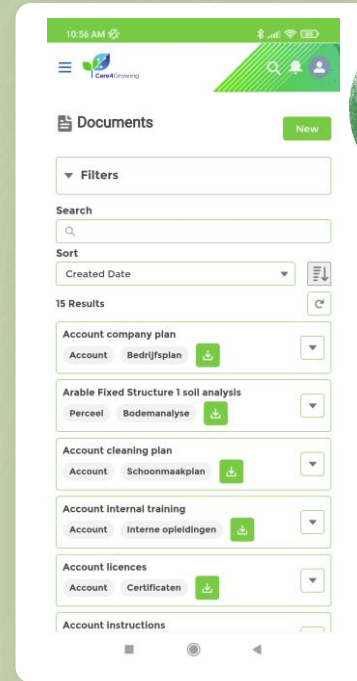 10:56 AM
Care4Growing
Documents
New
Filters
Search
Sort
Created Date
15 Results
Account company plan
Account Bedrijfsplan
Arable Fixed Structure 1 soil analysis
Perceel Bodemanalyse
Account cleaning plan
Account Schoonmaakplan
Account internal training
Account Interne opleidingen
Account licences
Account Certificaten
Account instructions